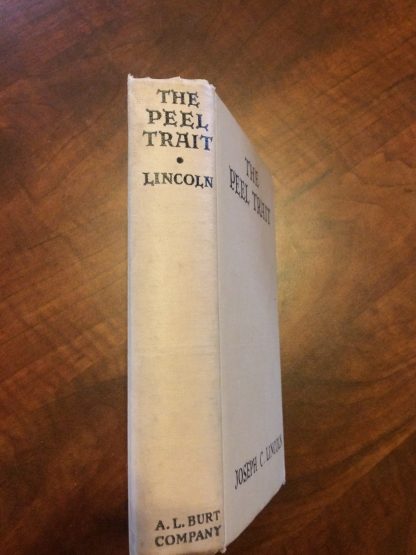 THE
PEEL
TRAIT
•
LINCOLN
A. L. BURT
COMPANY
THE
PEEL TRAIT
JOSEPH C. LINCOLN